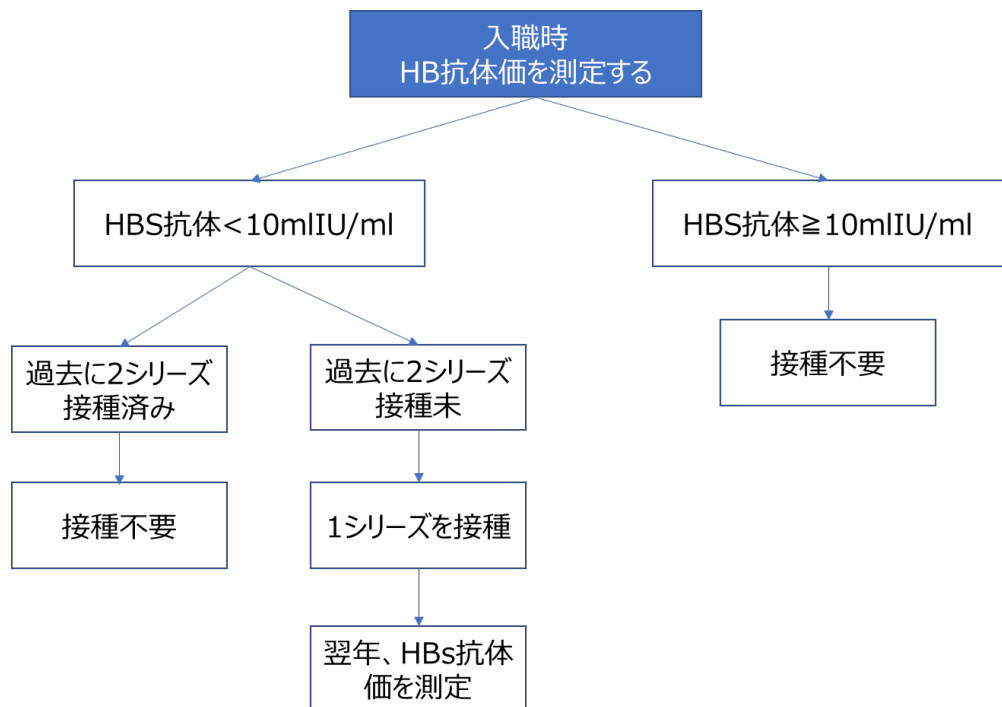 入職時
HB抗体価を測定する
HBS抗体<10mlIU/ml
HBS抗体≧10mlIU/ml
過去に2シリーズ
接種済み
過去に2シリーズ
接種未
接種不要
接種不要
1シリーズを接種
翌年、HBs抗体
価を測定